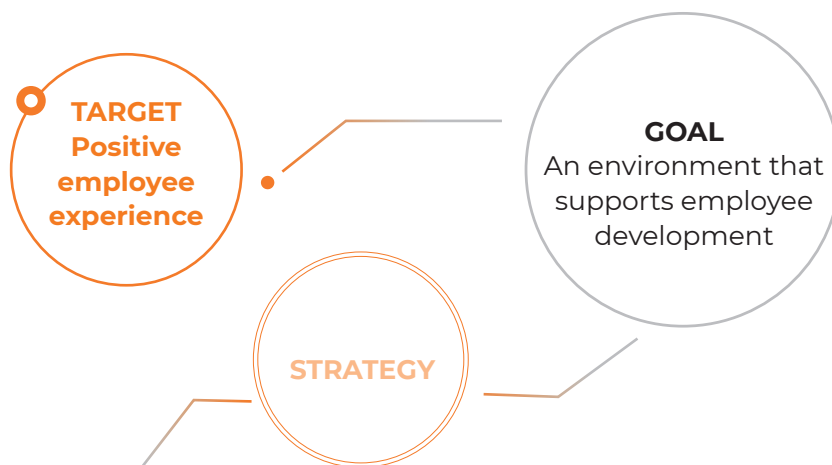 TARGET
Positive
employee
experience
GOAL
An environment that
supports employee
development
STRATEGY